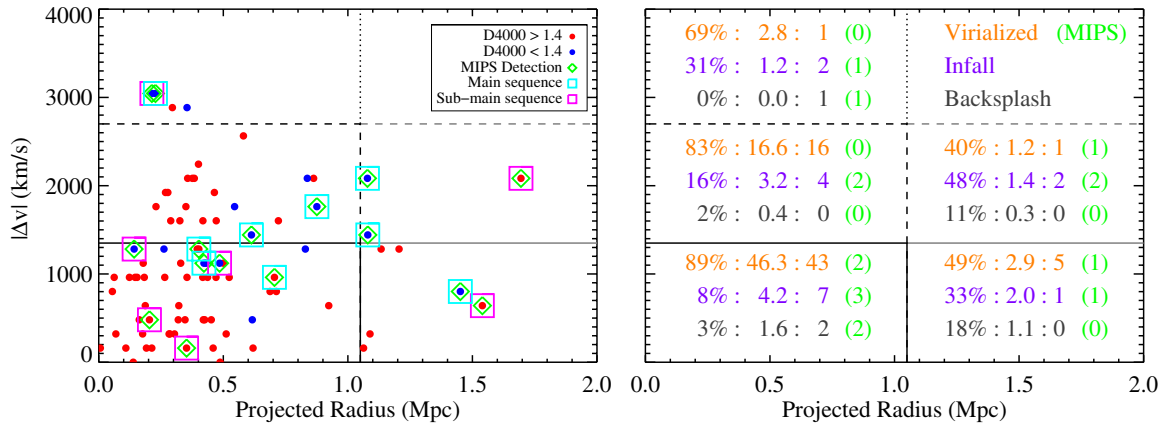 4000
3000
2000
1000
0
|Δv| (km/s)
D4000 > 1.4
D4000 < 1.4
MIPS Detection
Main sequence
Sub−main sequence
0.0 0.5 1.0 1.5 2.0
Projected Radius (Mpc)
69% : 2.8 : 1 (0) Virialized (MIPS)
31% : 1.2 : 2 (1) Infall
0% : 0.0 : 1 (1) Backsplash
83% : 16.6 : 16 (0) 40% : 1.2 : 1 (1)
16% : 3.2 : 4 (2) 48% : 1.4 : 2 (2)
2% : 0.4 : 0 (0) 11% : 0.3 : 0 (0)
89% : 46.3 : 43 (2) 49% : 2.9 : 5 (1)
8% : 4.2 : 7 (3) 33% : 2.0 : 1 (1)
3% : 1.6 : 2 (2) 18% : 1.1 : 0 (0)
0.0 0.5 1.0 1.5 2.0
Projected Radius (Mpc)